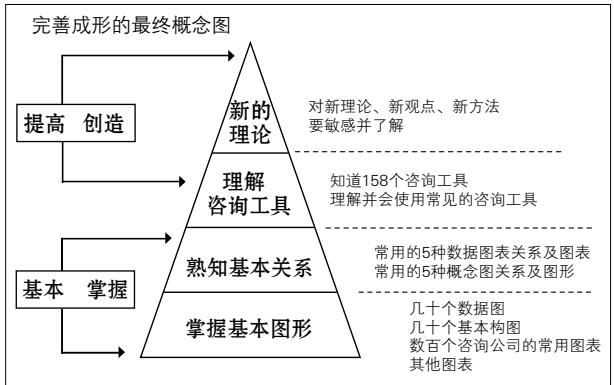 完善成形的最终概念图
新的
理论
对新理论、新观点、新方法
要敏感并了解
提高 创造
理解
咨询工具
知道158个咨询工具
理解并会使用常见的咨询工具
熟知基本关系
常用的5种数据图表关系及图表
常用的5种概念图关系及图形
基本 掌握
掌握基本图形
几十个数据图
几十个基本构图
数百个咨询公司的常用图表
其他图表